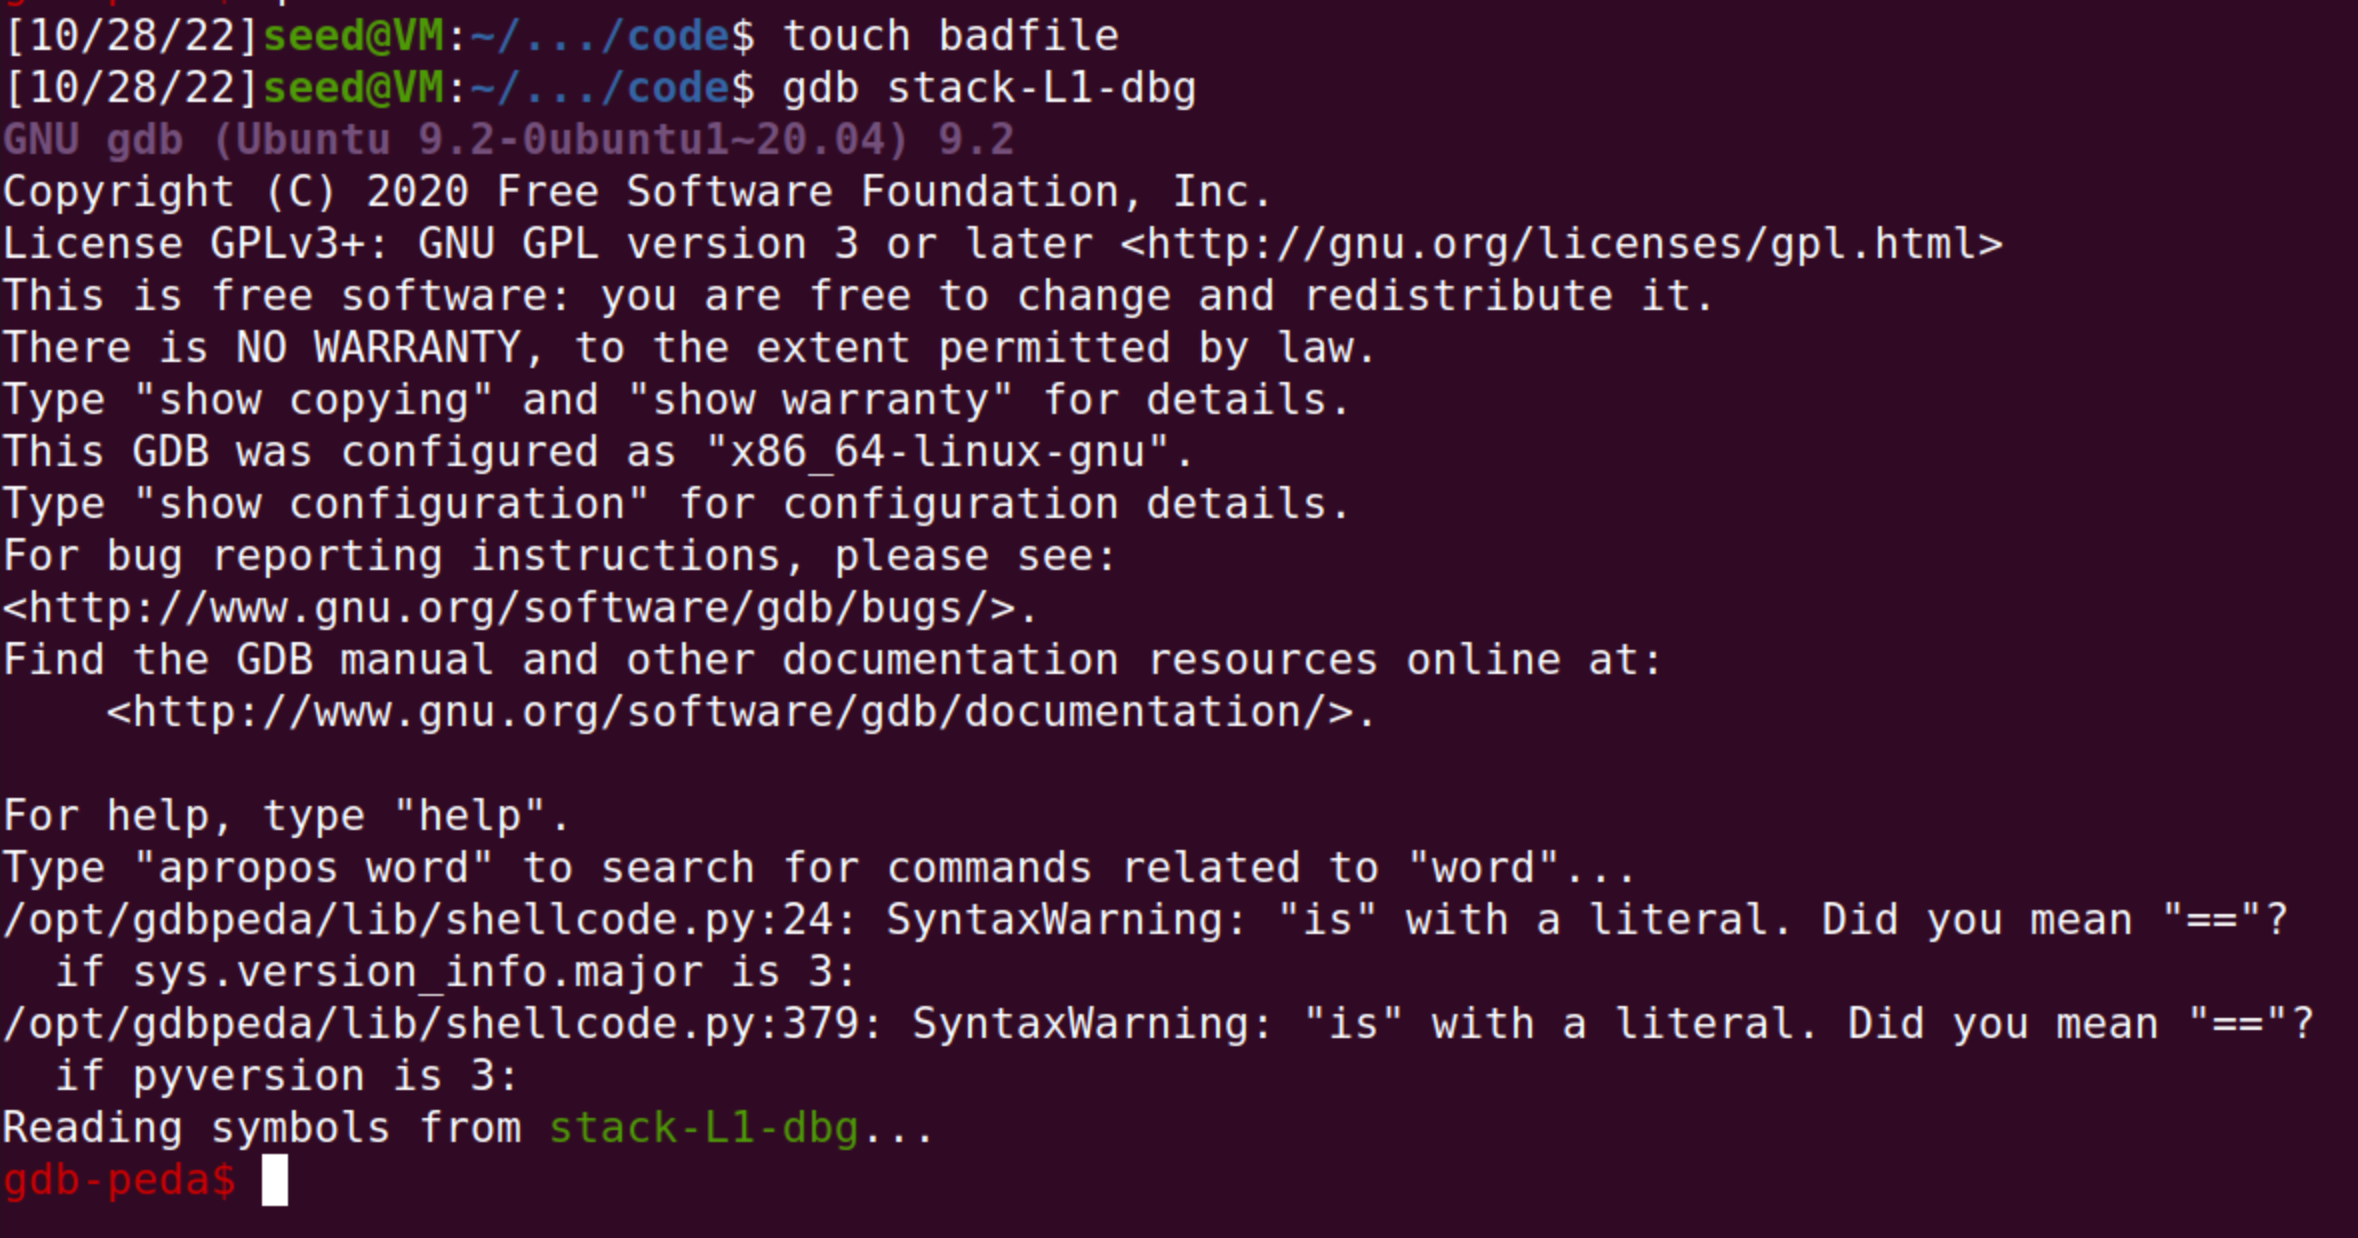 [10/28/22]seed@VM:~/.../code$ touch badfile
[10/28/22]seed@VM:~/.../code$ gdb stack-L1-dbg
GNU gdb (Ubuntu 9.2-0ubuntu1~20.04) 9.2
Copyright (C) 2020 Free Software Foundation, Inc.
License GPLv3+: GNU GPL version 3 or later <http://gnu.org/licenses/gpl.html>
This is free software: you are free to change and redistribute it.
There is NO WARRANTY, to the extent permitted by law.
Type "show copying" and "show warranty" for details.
This GDB was configured as "x86_64-linux-gnu".
Type "show configuration" for configuration details.
For bug reporting instructions, please see:
<http://www.gnu.org/software/gdb/bugs/>.
Find the GDB manual and other documentation resources online at:
    <http://www.gnu.org/software/gdb/documentation/>.

For help, type "help".
Type "apropos word" to search for commands related to "word"...
/opt/gdbpeda/lib/shellcode.py:24: SyntaxWarning: "is" with a literal. Did you mean "=="?
  if sys.version_info.major is 3:
/opt/gdbpeda/lib/shellcode.py:379: SyntaxWarning: "is" with a literal. Did you mean "=="?
  if pyversion is 3:
Reading symbols from stack-L1-dbg...
gdb-peda$